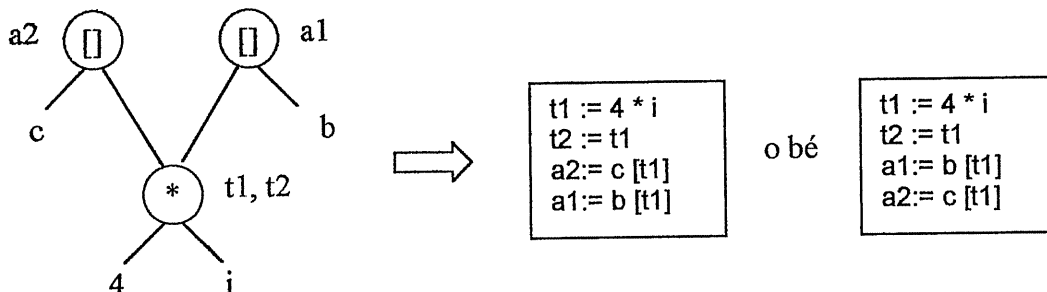 a2 [] [] a1
c b
* t1, t2
4 i
t1 := 4 * i
t2 := t1
a2:= c [t1]
a1:= b [t1]
o bé
t1 := 4 * i
t2 := t1
a1:= b [t1]
a2:= c [t1]